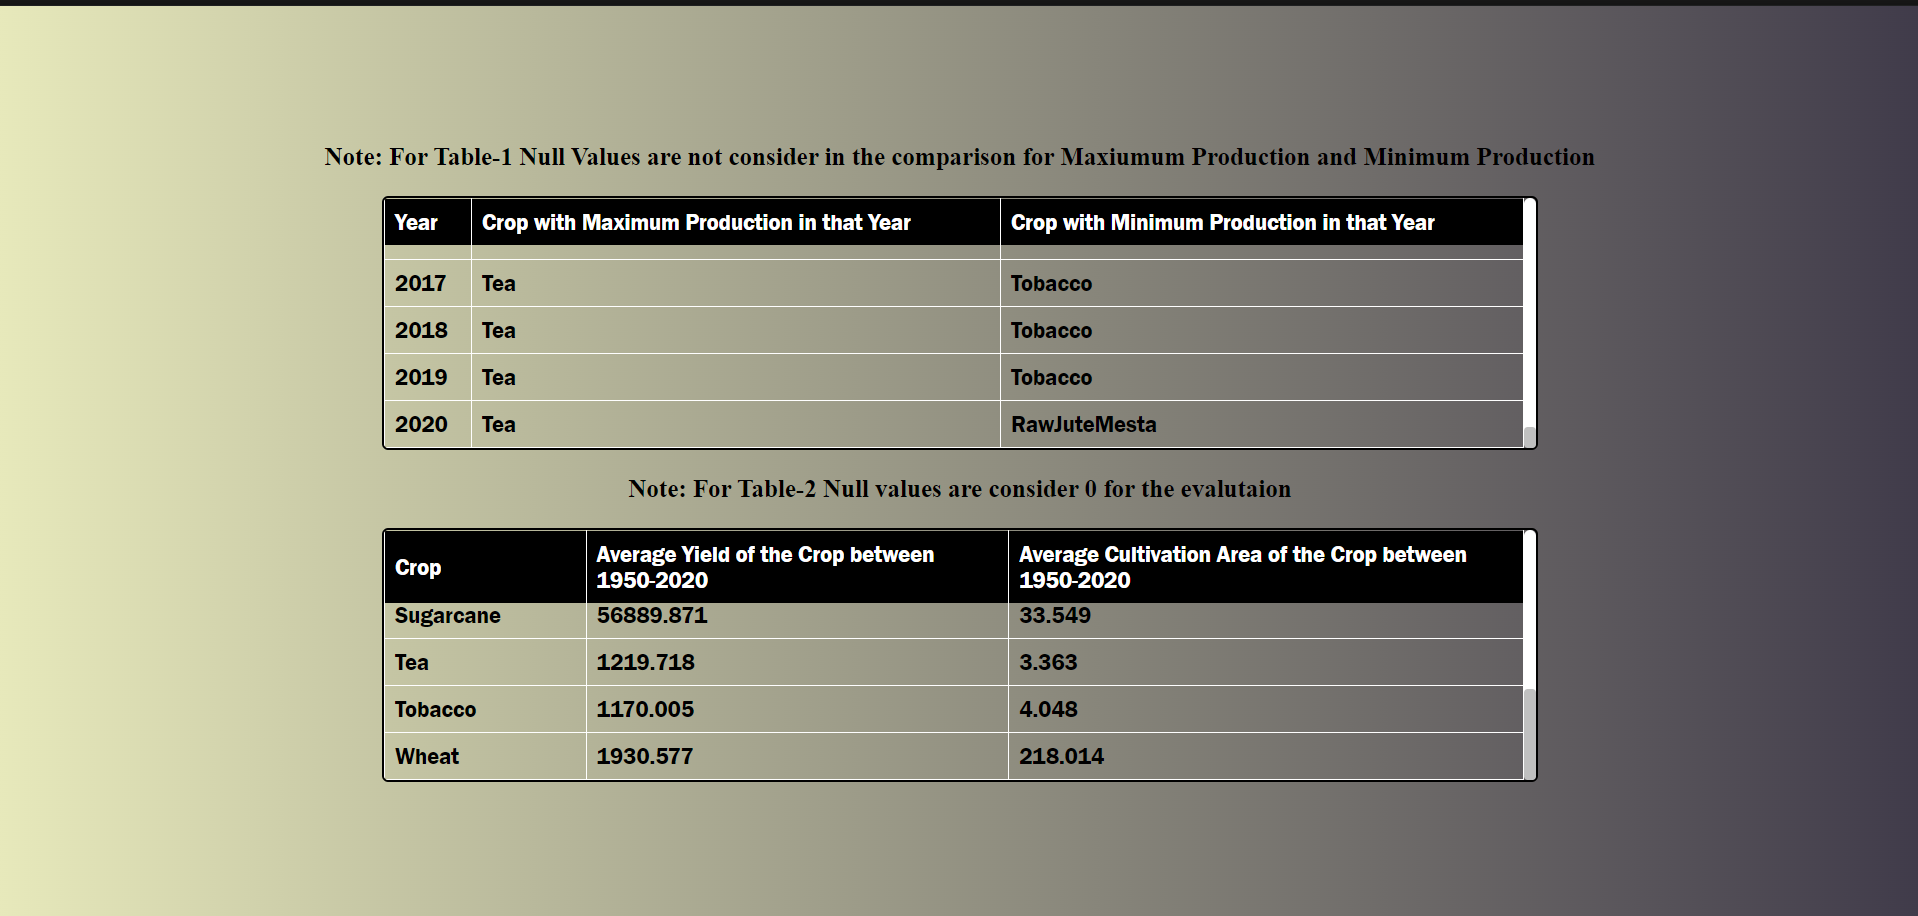 Note: For Table-1 Null Values are not consider in the comparison for Maxiumum Production and Minimum Production
Year Crop with Maximum Production in that Year Crop with Minimum Production in that Year
2017 Tea Tobacco
2018 Tea Tobacco
2019 Tea Tobacco
2020 Tea RawJuteMesta
Note: For Table-2 Null values are consider 0 for the evalutaion
Crop Average Yield of the Crop between 1950-2020 Average Cultivation Area of the Crop between 1950-2020
Sugarcane 56889.871 33.549
Tea 1219.718 3.363
Tobacco 1170.005 4.048
Wheat 1930.577 218.014